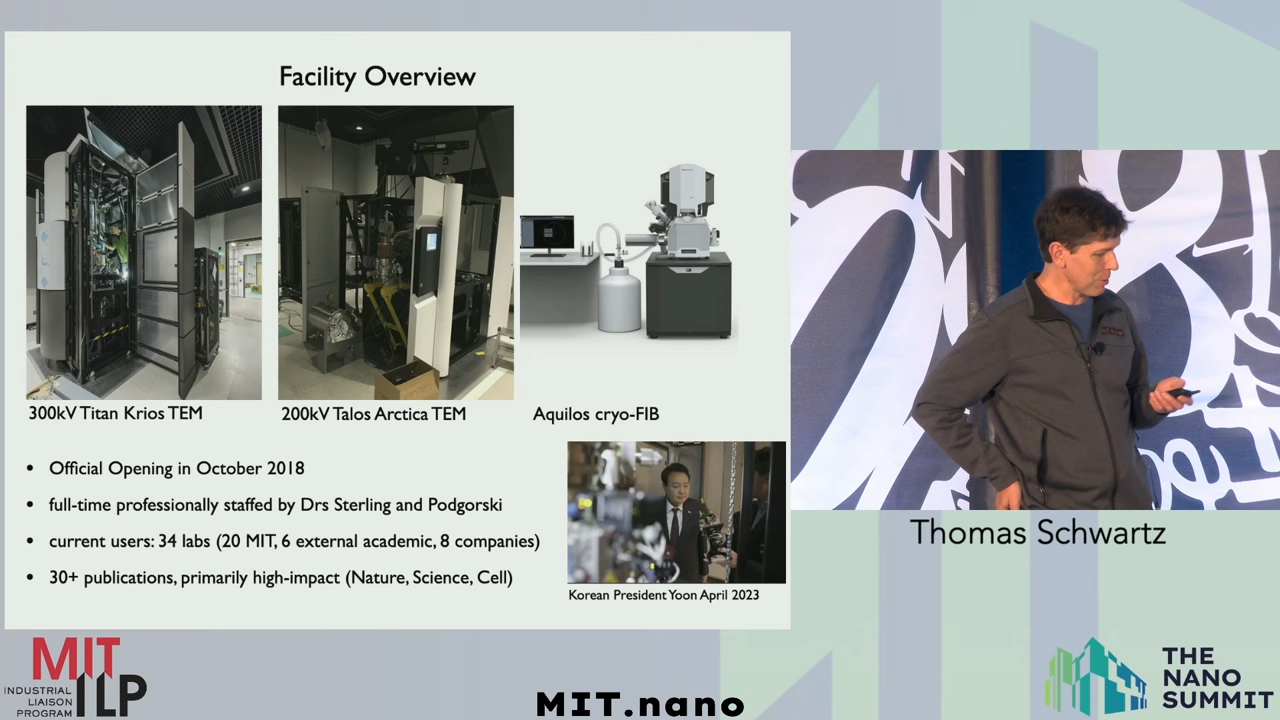 Facility Overview
300kV Titan Krios TEM
200kV Talos Arctica TEM
Aquilos cryo-FIB
• Official Opening in October 2018
• full-time professionally staffed by Drs Sterling and Podgorski
• current users: 34 labs (20 MIT, 6 external academic, 8 companies)
• 30+ publications, primarily high-impact (Nature, Science, Cell)
Korean President Yoon April 2023
Thomas Schwartz
MIT
INDUSTRIAL
LIAISON
PROGRAM
ILP
MIT.nano
THE
NANO
SUMMIT